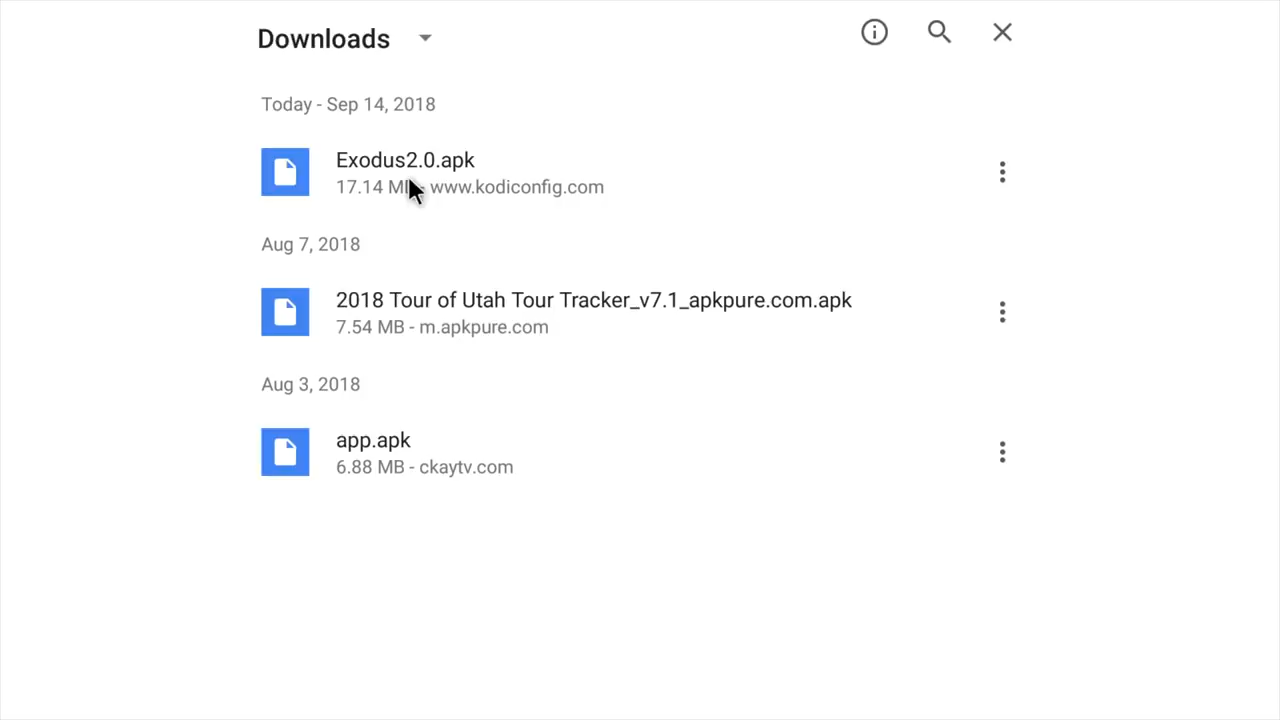 Downloads
Today - Sep 14, 2018
Exodus2.0.apk
17.14 MB - www.kodiconfig.com
Aug 7, 2018
2018 Tour of Utah Tour Tracker_v7.1_apkpure.com.apk
7.54 MB - m.apkpure.com
Aug 3, 2018
app.apk
6.88 MB - ckaytv.com